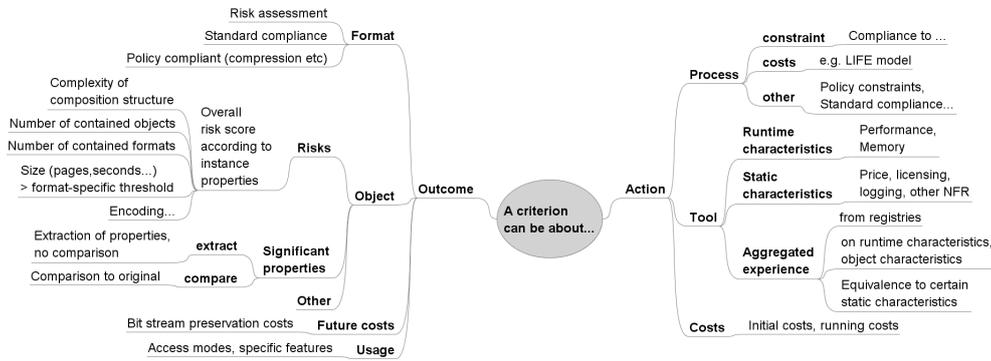 Risk assessment
Standard compliance
Policy compliant (compression etc)
Format
Complexity of
composition structure
Number of contained objects
Number of contained formats
Size (pages,seconds...)
> format-specific threshold
Encoding...
Overall
risk score
according to
instance
properties
Risks
Object
Extraction of properties,
no comparison
extract
Comparison to original
compare
Significant
properties
Other
Bit stream preservation costs
Future costs
Access modes, specific features
Usage
Outcome
A criterion
can be about...
Action
Process
constraint
Compliance to ...
costs
e.g. LIFE model
other
Policy constraints,
Standard compliance...
Tool
Runtime
characteristics
Performance,
Memory
Static
characteristics
Price, licensing,
logging, other NFR
Aggregated
experience
from registries
on runtime characteristics,
object characteristics
Equivalence to certain
static characteristics
Costs
Initial costs, running costs